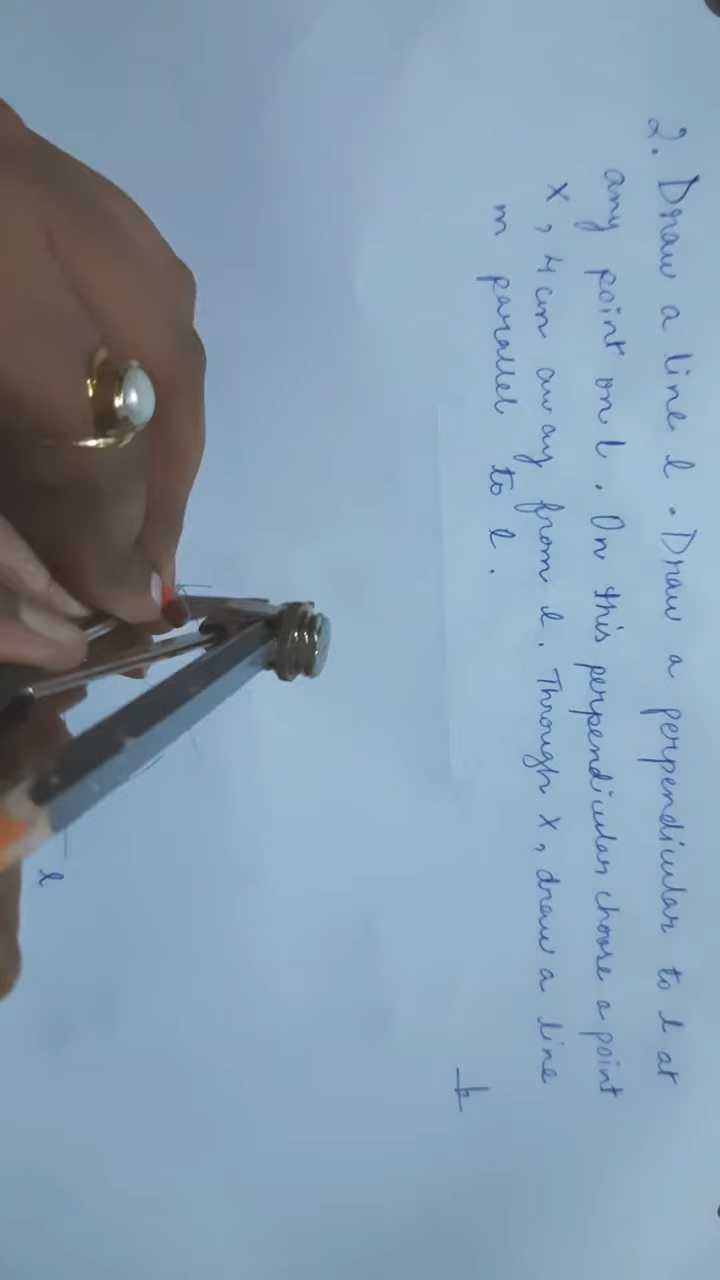 2. Draw a line l. Draw a perpendicular to l at
any point on l. On this perpendicular choose a point
X, 4 cm away from l. Through X, draw a line
m parallel to l.
l